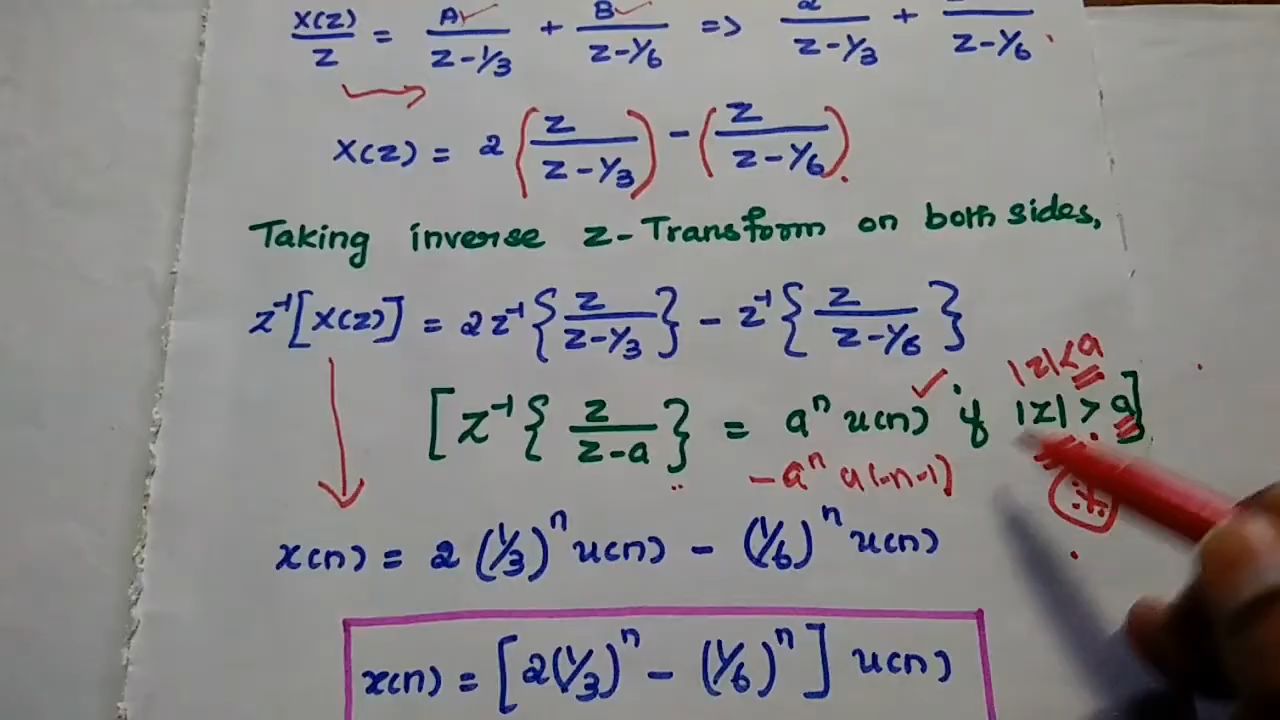 X(z)/z = A/(z-1/3) + B/(z-1/6) => 2/(z-1/3) + /(z-1/6).
X(z) = 2(z/(z-1/3)) - (z/(z-1/6)).
Taking inverse z-Transform on both sides,
z⁻¹[X(z)] = 2z⁻¹{z/(z-1/3)} - z⁻¹{z/(z-1/6)}
|z|<a
[z⁻¹{z/(z-a)} = aⁿ u(n) if |z| > a]
-aⁿ u(-n-1)
x(n) = 2(1/3)ⁿ u(n) - (1/6)ⁿ u(n)
x(n) = [2(1/3)ⁿ - (1/6)ⁿ] u(n)